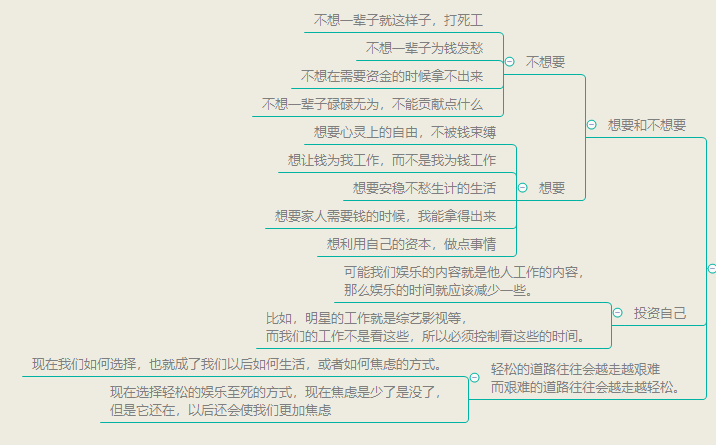 不想一辈子就这样子，打死工
不想一辈子为钱发愁
不想在需要资金的时候拿不出来
不想一辈子碌碌无为，不能贡献点什么
不想要
想要心灵上的自由，不被钱束缚
想让钱为我工作，而不是我为钱工作
想要安稳不愁生计的生活
想要家人需要钱的时候，我能拿得出来
想利用自己的资本，做点事情
想要
想要和不想要
可能我们娱乐的内容就是他人工作的内容，
那么娱乐的时间就应该减少一些。
比如，明星的工作就是综艺影视等，
而我们的工作不是看这些，所以必须控制看这些的时间。
投资自己
现在我们如何选择，也就成了我们以后如何生活，或者如何焦虑的方式。
现在选择轻松的娱乐至死的方式，现在焦虑是少了是没了，
但是它还在，以后还会使我们更加焦虑
轻松的道路往往会越走越艰难
而艰难的道路往往会越走越轻松。